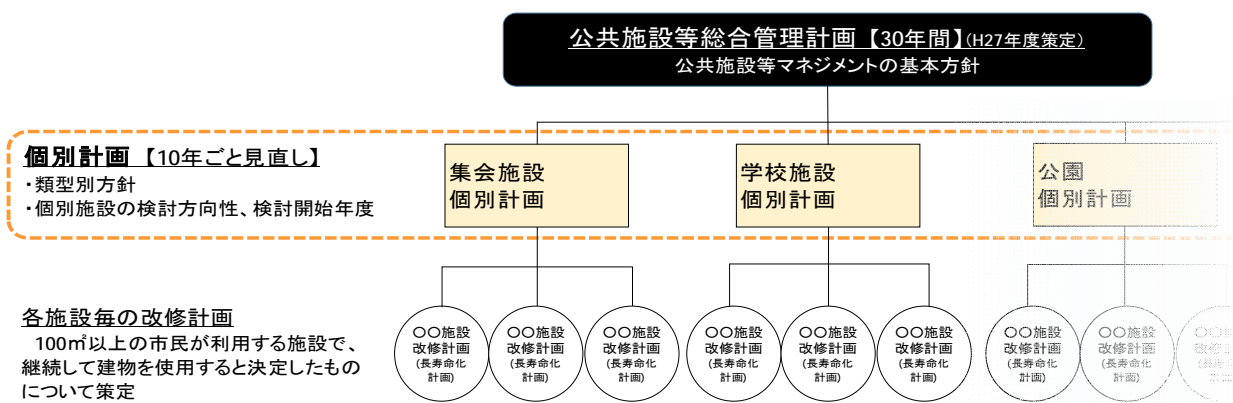 公共施設等総合管理計画 【30年間】(H27年度策定)
公共施設等マネジメントの基本方針
個別計画 【10年ごと見直し】
・類型別方針
・個別施設の検討方向性、検討開始年度
集会施設
個別計画
学校施設
個別計画
公園
個別計画
各施設毎の改修計画
100㎡以上の市民が利用する施設で、
継続して建物を使用すると決定したもの
について策定
〇〇施設
改修計画
(長寿命化
計画)
〇〇施設
改修計画
(長寿命化
計画)
〇〇施設
改修計画
(長寿命化
計画)
〇〇施設
改修計画
(長寿命化
計画)
〇〇施設
改修計画
(長寿命化
計画)
〇〇施設
改修計画
(長寿命化
計画)
〇〇施設
改修計画
(長寿命化
計画)
〇〇施設
改修計画
(長寿命化
計画)